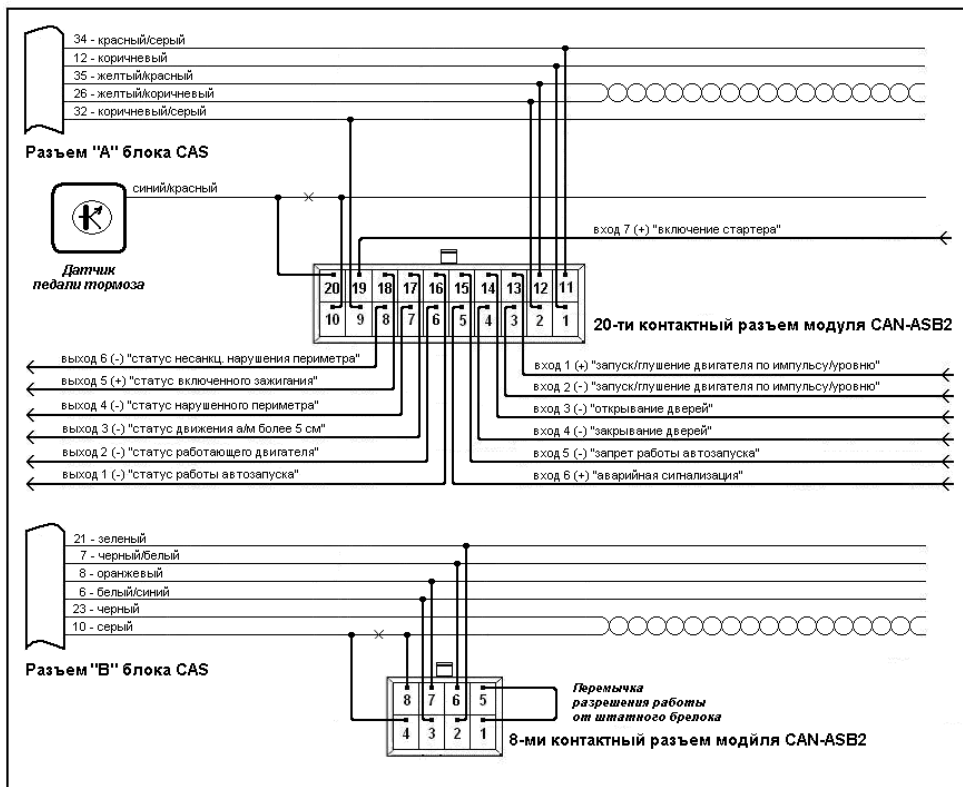 34 - красный/серый
12 - коричневый
35 - желтый/красный
26 - желтый/коричневый
32 - коричневый/серый
Разъем "А" блока CAS
синий/красный
Датчик
педали тормоза
вход 7 (+) "включение стартера"
20 19 18 17 16 15 14 13 12 11
10 9 8 7 6 5 4 3 2 1
20-ти контактный разъем модуля CAN-ASB2
выход 6 (-) "статус несанкц. нарушения периметра"
выход 5 (+) "статус включенного зажигания"
выход 4 (-) "статус нарушенного периметра"
выход 3 (-) "статус движения а/м более 5 см"
выход 2 (-) "статус работающего двигателя"
выход 1 (-) "статус работы автозапуска"
вход 1 (+) "запуск/глушение двигателя по импульсу/уровню"
вход 2 (-) "запуск/глушение двигателя по импульсу/уровню"
вход 3 (-) "открывание дверей"
вход 4 (-) "закрывание дверей"
вход 5 (-) "запрет работы автозапуска"
вход 6 (+) "аварийная сигнализация"
21 - зеленый
7 - черный/белый
8 - оранжевый
6 - белый/синий
23 - черный
10 - серый
Разъем "В" блока CAS
8 7 6 5
4 3 2 1
Перемычка
разрешения работы
от штатного брелока
8-ми контактный разъем модйля CAN-ASB2